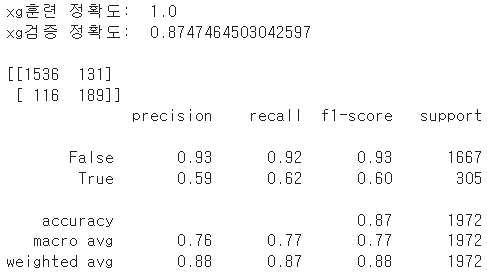 xg훈련 정확도:  1.0
xg검증 정확도:  0.8747464503042597
[[1536  131]
 [ 116  189]]
precision    recall  f1-score   support
False       0.93      0.92      0.93      1667
True       0.59      0.62      0.60       305
accuracy                           0.87      1972
macro avg       0.76      0.77      0.77      1972
weighted avg       0.88      0.87      0.88      1972